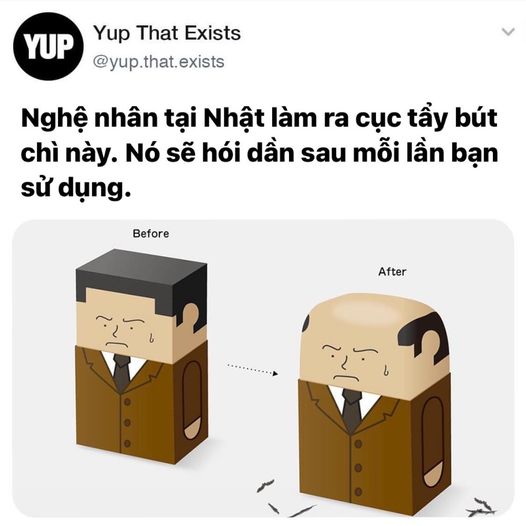 YUP
Yup That Exists
@yup.that.exists
Nghệ nhân tại Nhật làm ra cục tẩy bút
chì này. Nó sẽ hói dần sau mỗi lần bạn
sử dụng.
Before
After